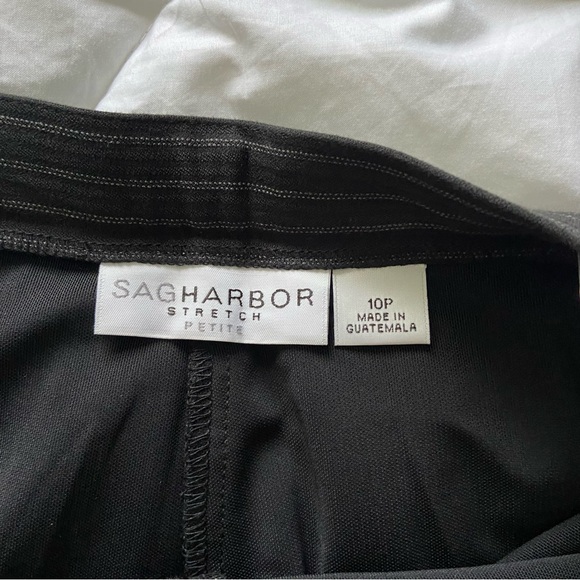 SAGHARBOR
STRETCH
PETITE
10P
MADE IN
GUATEMALA